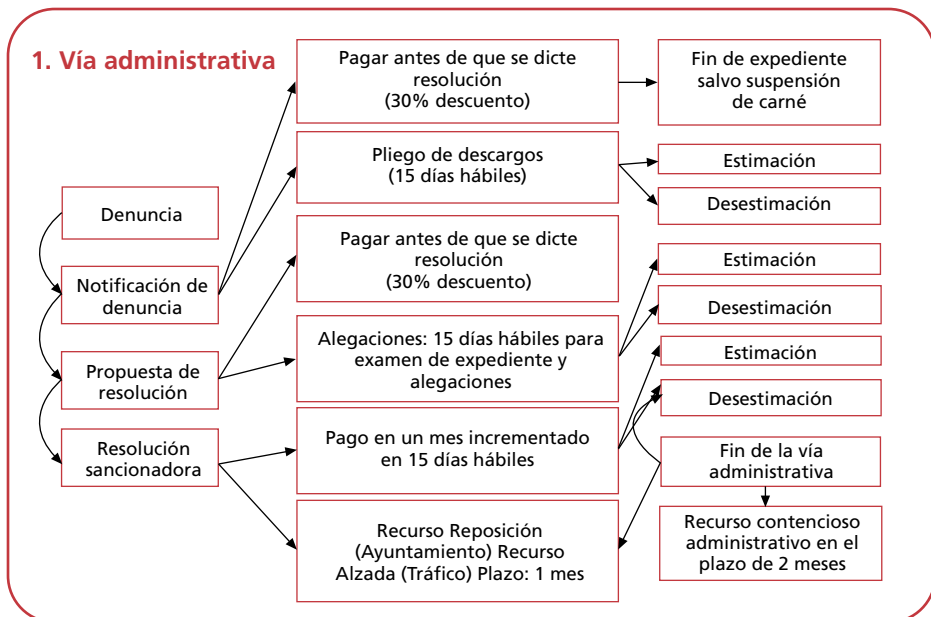 1. Vía administrativa
Denuncia
Notificación de
denuncia
Propuesta de
resolución
Resolución
sancionadora
Pagar antes de que se dicte
resolución
(30% descuento)
Pliego de descargos
(15 días hábiles)
Pagar antes de que se dicte
resolución
(30% descuento)
Alegaciones: 15 días hábiles para
examen de expediente y
alegaciones
Pago en un mes incrementado
en 15 días hábiles
Recurso Reposición
(Ayuntamiento) Recurso
Alzada (Tráfico) Plazo: 1 mes
Fin de expediente
salvo suspensión
de carné
Estimación
Desestimación
Estimación
Desestimación
Estimación
Desestimación
Fin de la vía
administrativa
Recurso contencioso
administrativo en el
plazo de 2 meses